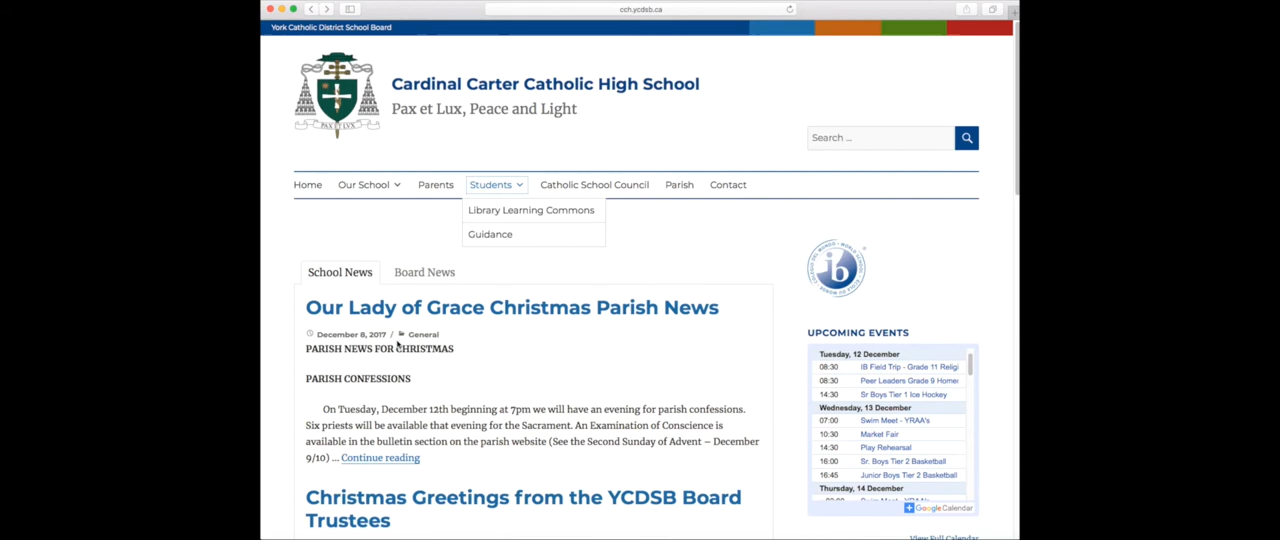 cch.ycdsb.ca
York Catholic District School Board
Cardinal Carter Catholic High School
Pax et Lux, Peace and Light
PAX ET LVX
Search ...
Home Our School Parents Students Catholic School Council Parish Contact
Library Learning Commons
Guidance
School News Board News
Our Lady of Grace Christmas Parish News
December 8, 2017 / General
PARISH NEWS FOR CHRISTMAS
PARISH CONFESSIONS
On Tuesday, December 12th beginning at 7pm we will have an evening for parish confessions.
Six priests will be available that evening for the Sacrament. An Examination of Conscience is
available in the bulletin section on the parish website (See the Second Sunday of Advent – December
9/10) … Continue reading
Christmas Greetings from the YCDSB Board
Trustees
ib
UPCOMING EVENTS
Tuesday, 12 December
08:30 IB Field Trip - Grade 11 Relig
08:30 Peer Leaders Grade 9 Home
14:30 Sr Boys Tier 1 Ice Hockey
Wednesday, 13 December
07:00 Swim Meet - YRAA's
10:30 Market Fair
14:30 Play Rehearsal
16:00 Sr. Boys Tier 2 Basketball
16:45 Junior Boys Tier 2 Basketball
Thursday, 14 December
Swim Meet - YRAA's
Google Calendar
View Full Calendar